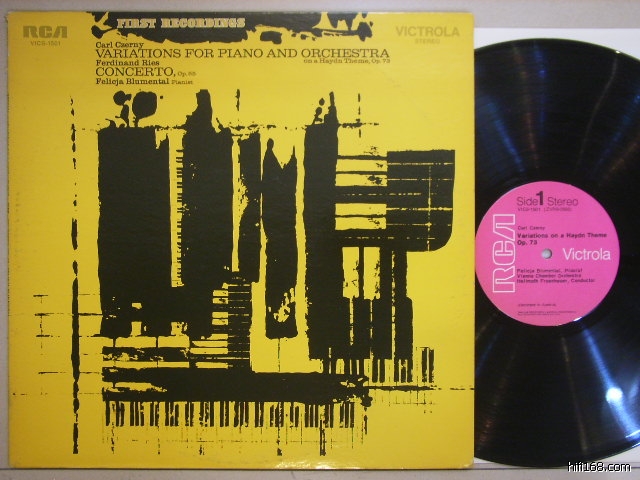 FIRST RECORDINGS
RCA
VICS-1501
VICTROLA
STEREO
Carl Czerny
VARIATIONS FOR PIANO AND ORCHESTRA
on a Haydn Theme, Op. 73
Ferdinand Ries
CONCERTO, Op. 55
Felicja Blumental Pianist
RCA
Side 1 Stereo
VICS-1501
Carl Czerny
Variations on a Haydn Theme
Op. 73
Victrola
Felicja Blumental, Pianist
Vienna Chamber Orchestra
Hellmuth Froschauer, Conductor
hifi168.com